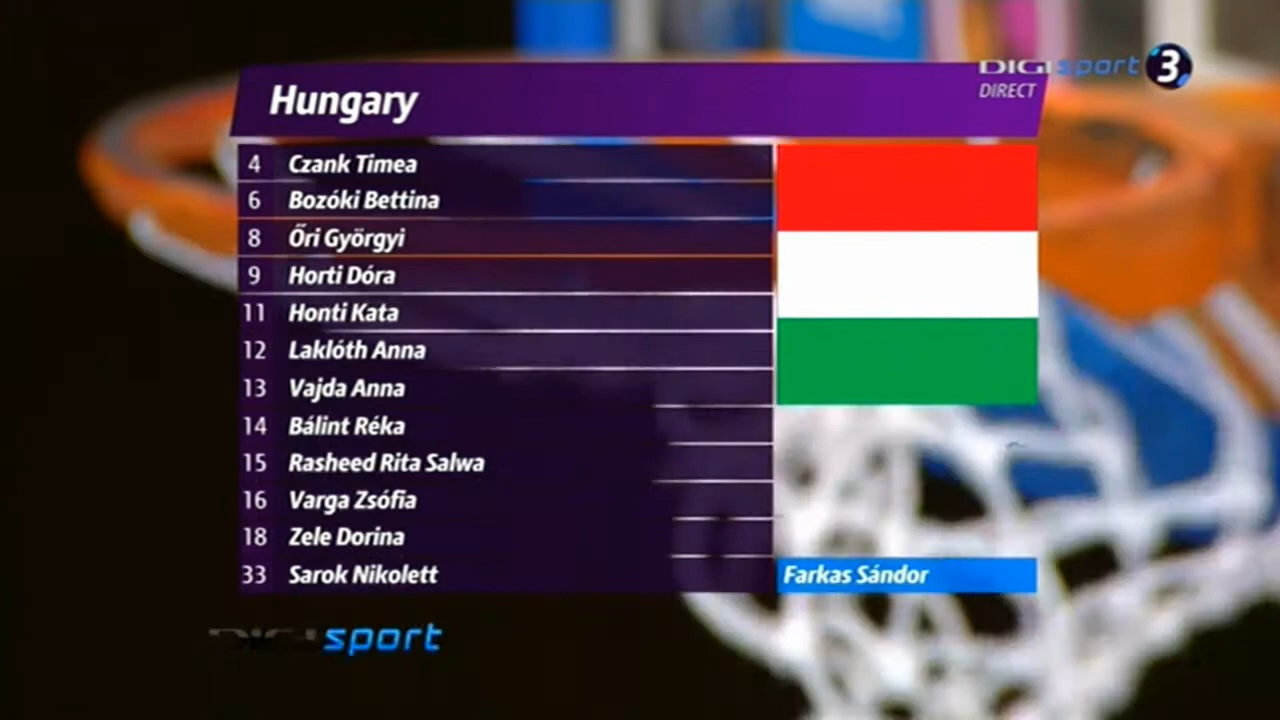 DIGI sport 3
DIRECT
Hungary
4 Czank Timea
6 Bozóki Bettina
8 Őri Györgyi
9 Horti Dóra
11 Honti Kata
12 Laklóth Anna
13 Vajda Anna
14 Bálint Réka
15 Rasheed Rita Salwa
16 Varga Zsófia
18 Zele Dorina
33 Sarok Nikolett
Farkas Sándor
DIGI sport